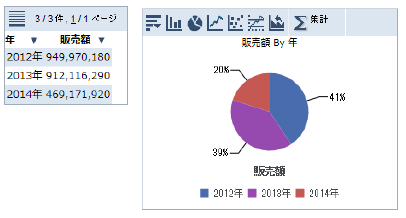 3 / 3 件, 1 / 1 ページ
年 ▼ 販売額 ▼
2012年 949,970,180
2013年 912,116,290
2014年 469,171,920
Σ 集計
販売額 By 年
20%
41%
39%
販売額
2012年 2013年 2014年